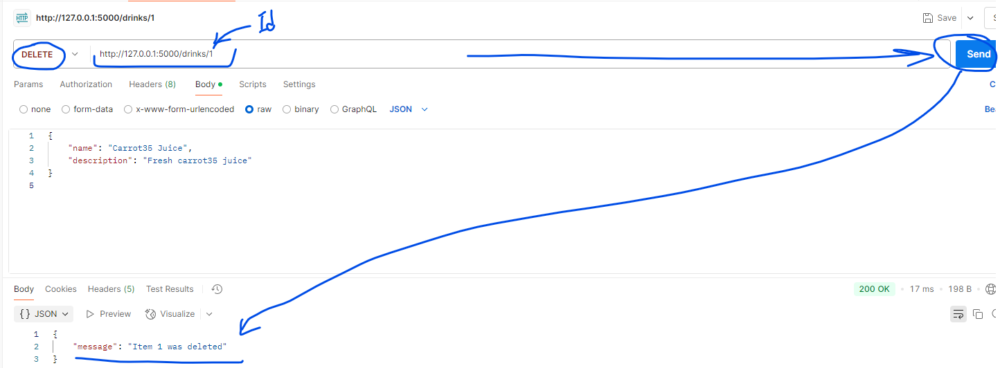 HTTP http://127.0.0.1:5000/drinks/1 Save
Id
DELETE http://127.0.0.1:5000/drinks/1 Send
Params Authorization Headers (8) Body Scripts Settings
none form-data x-www-form-urlencoded raw binary GraphQL JSON
1 {
2 "name": "Carrot35 Juice",
3 "description": "Fresh carrot35 juice"
4 }
5
Body Cookies Headers (5) Test Results 200 OK 17 ms 198 B
{} JSON Preview Visualize
1 {
2 "message": "Item 1 was deleted"
3 }